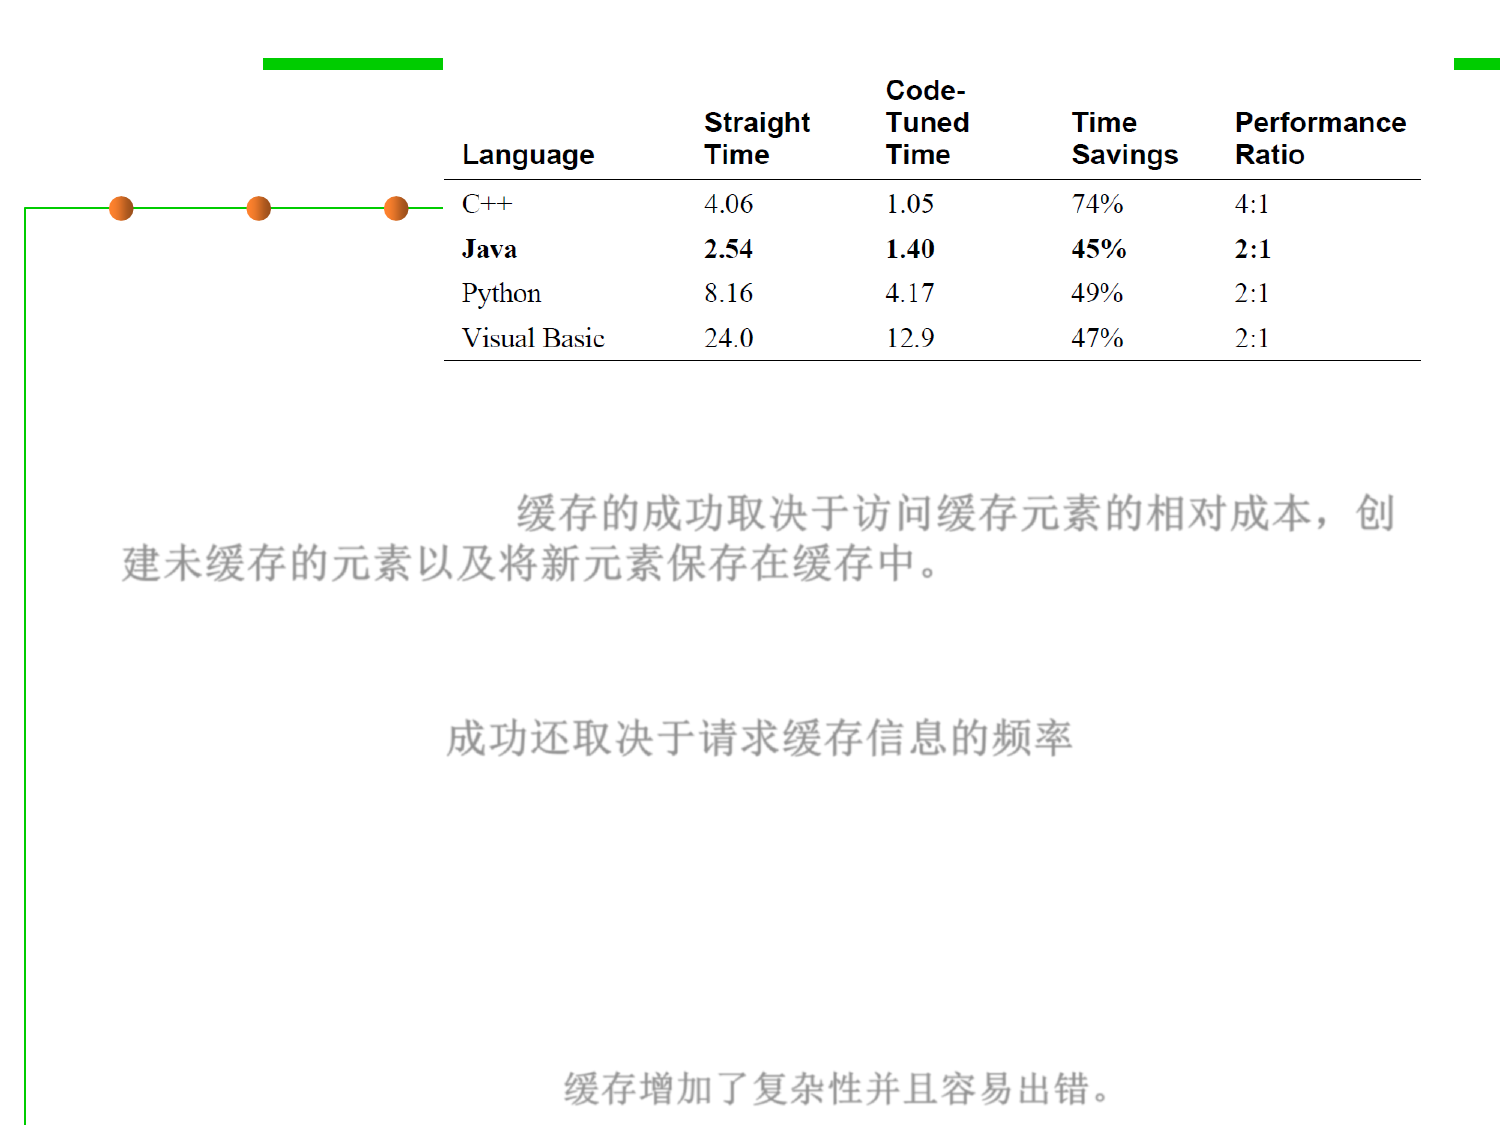 Language Straight Time Code-Tuned Time Time Savings Performance Ratio
C++ 4.06 1.05 74% 4:1
Java 2.54 1.40 45% 2:1
Python 8.16 4.17 49% 2:1
Visual Basic 24.0 12.9 47% 2:1
缓存的成功取决于访问缓存元素的相对成本，创
建未缓存的元素以及将新元素保存在缓存中。
成功还取决于请求缓存信息的频率
缓存增加了复杂性并且容易出错。